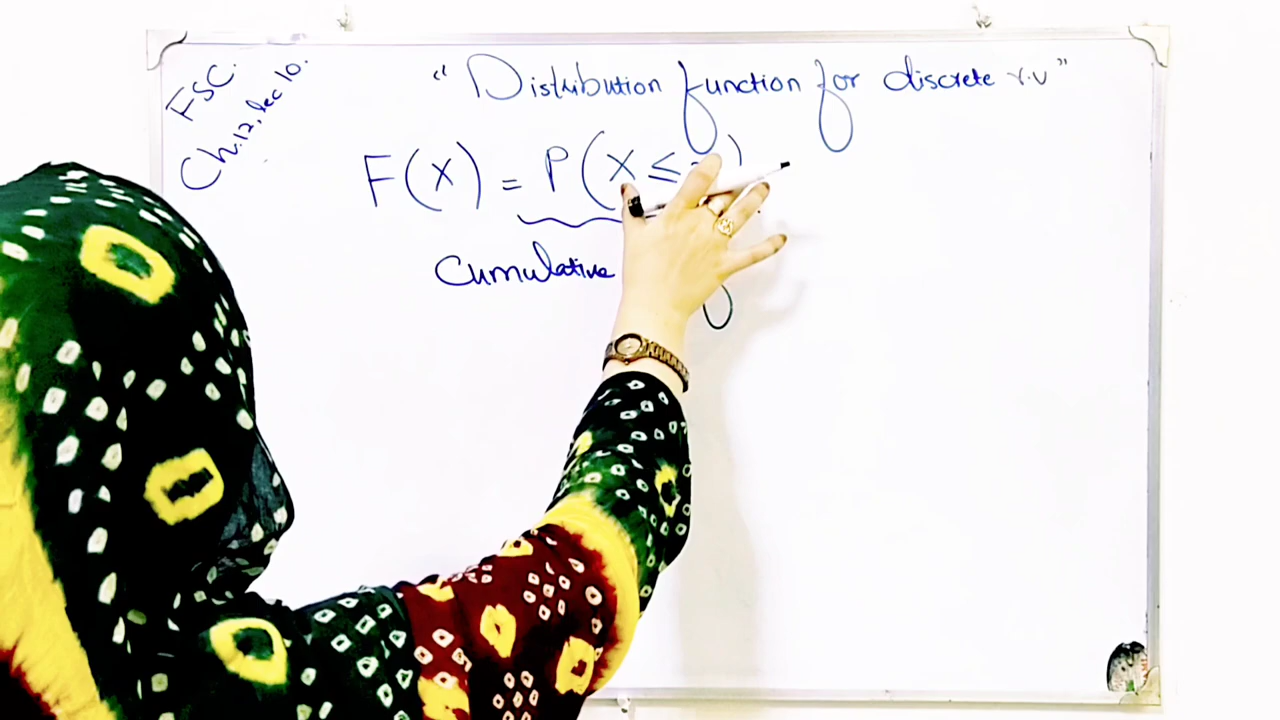 FSC.
Ch.12, lec 10.
“Distribution function for discrete r.v”
F(X) = P(X ≤ )
Cumulative